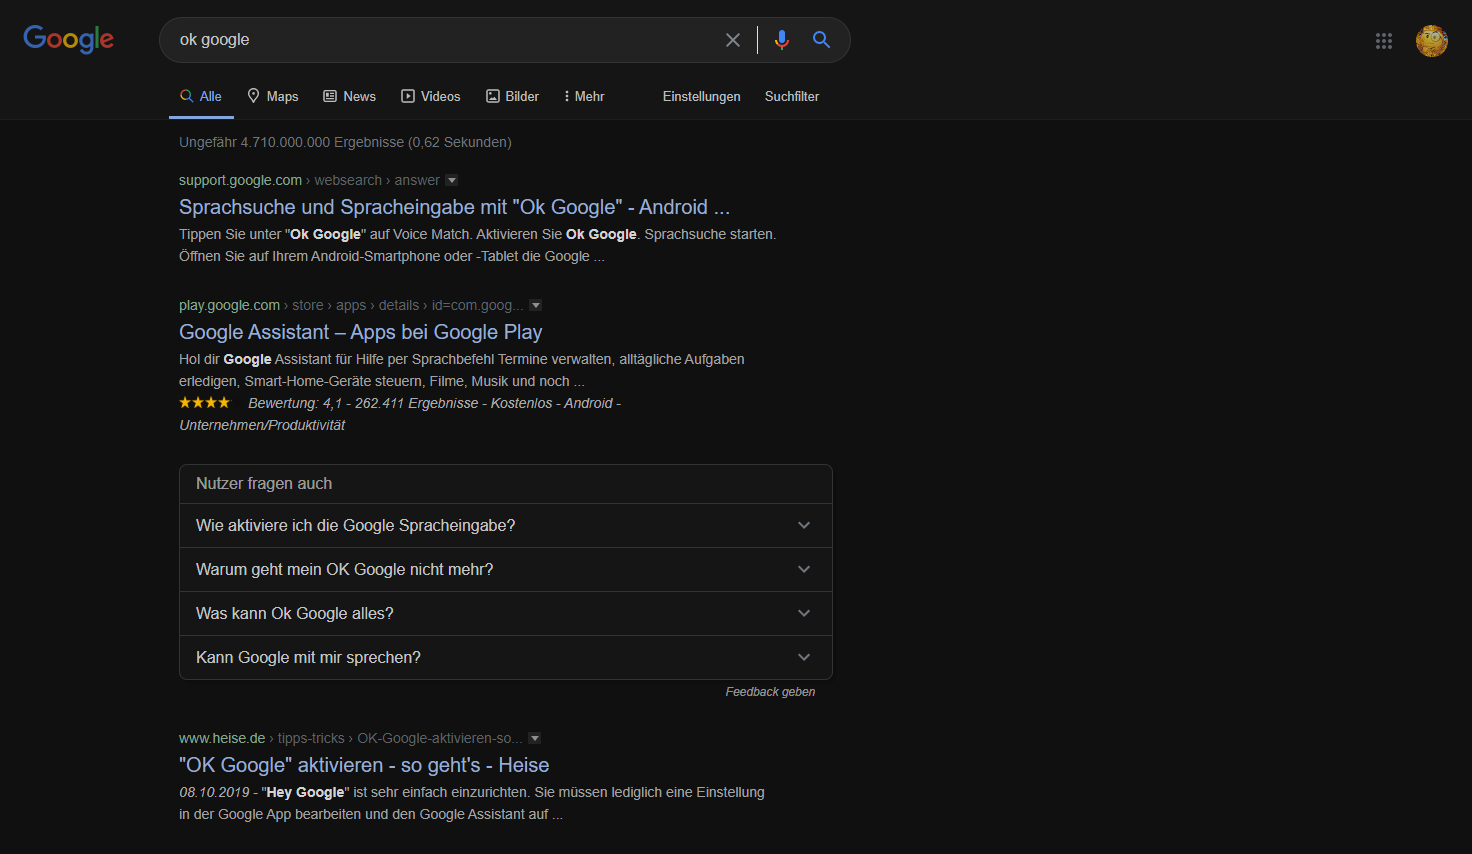 Google
ok google
Alle Maps News Videos Bilder Mehr Einstellungen Suchfilter
Ungefähr 4.710.000.000 Ergebnisse (0,62 Sekunden)
support.google.com › websearch › answer
Sprachsuche und Spracheingabe mit "Ok Google" - Android ...
Tippen Sie unter "Ok Google" auf Voice Match. Aktivieren Sie Ok Google. Sprachsuche starten.
Öffnen Sie auf Ihrem Android-Smartphone oder -Tablet die Google ...
play.google.com › store › apps › details › id=com.goog...
Google Assistant – Apps bei Google Play
Hol dir Google Assistant für Hilfe per Sprachbefehl Termine verwalten, alltägliche Aufgaben
erledigen, Smart-Home-Geräte steuern, Filme, Musik und noch ...
Bewertung: 4,1 - 262.411 Ergebnisse - Kostenlos - Android -
Unternehmen/Produktivität
Nutzer fragen auch
Wie aktiviere ich die Google Spracheingabe?
Warum geht mein OK Google nicht mehr?
Was kann Ok Google alles?
Kann Google mit mir sprechen?
Feedback geben
www.heise.de › tipps-tricks › OK-Google-aktivieren-so...
"OK Google" aktivieren - so geht's - Heise
08.10.2019 - "Hey Google" ist sehr einfach einzurichten. Sie müssen lediglich eine Einstellung
in der Google App bearbeiten und den Google Assistant auf ...